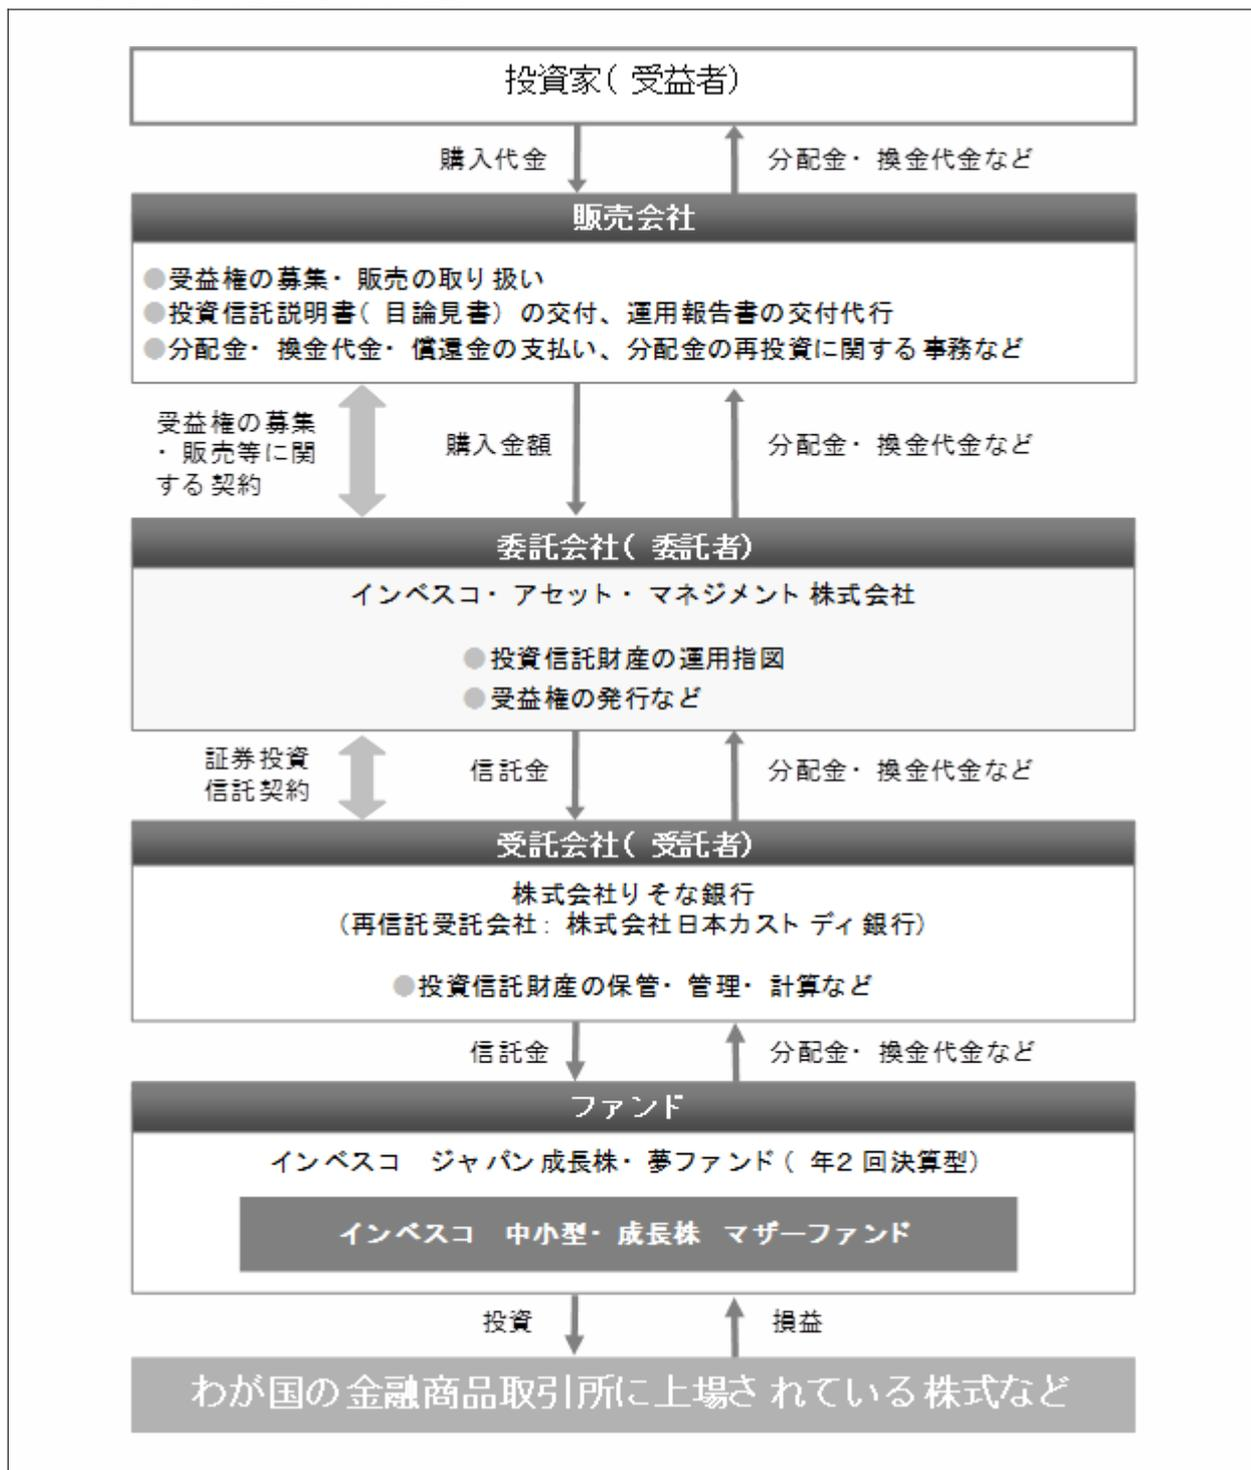 投資家(受益者)
購入代金
分配金・換金代金など
販売会社
●受益権の募集・販売の取り扱い
●投資信託説明書(目論見書)の交付、運用報告書の交付代行
●分配金・換金代金・償還金の支払い、分配金の再投資に関する事務など
受益権の募集
・販売等に関
する契約
購入金額
分配金・換金代金など
委託会社(委託者)
インベスコ・アセット・マネジメント株式会社
●投資信託財産の運用指図
●受益権の発行など
証券投資
信託契約
信託金
分配金・換金代金など
受託会社(受託者)
株式会社りそな銀行
(再信託受託会社:株式会社日本カストディ銀行)
●投資信託財産の保管・管理・計算など
信託金
分配金・換金代金など
ファンド
インベスコ ジャパン成長株・夢ファンド(年2回決算型)
インベスコ 中小型・成長株 マザーファンド
投資
損益
わが国の金融商品取引所に上場されている株式など